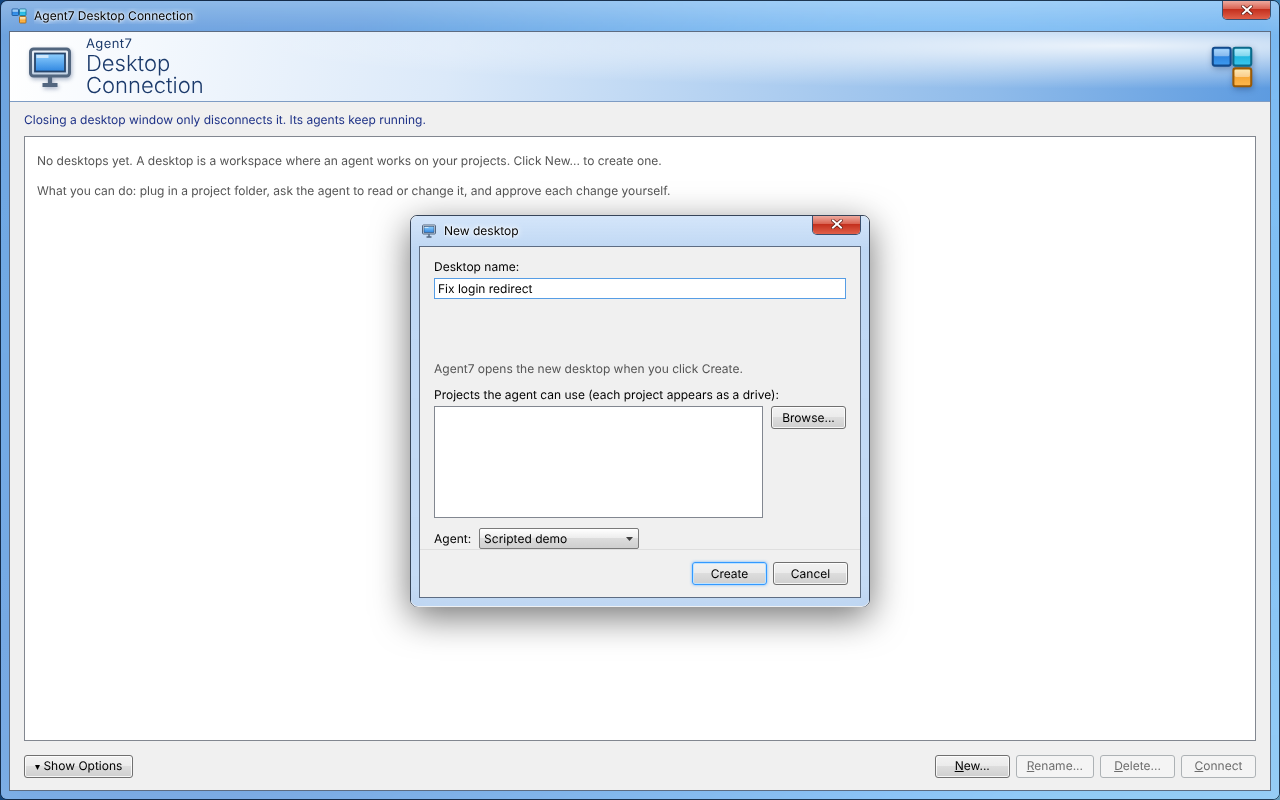 Agent7 Desktop Connection
Agent7
Desktop
Connection
Closing a desktop window only disconnects it. Its agents keep running.
No desktops yet. A desktop is a workspace where an agent works on your projects. Click New... to create one.
What you can do: plug in a project folder, ask the agent to read or change it, and approve each change yourself.
New desktop
Desktop name:
Fix login redirect
Agent7 opens the new desktop when you click Create.
Projects the agent can use (each project appears as a drive):
Browse...
Agent: Scripted demo
Create Cancel
Show Options New... Rename... Delete... Connect